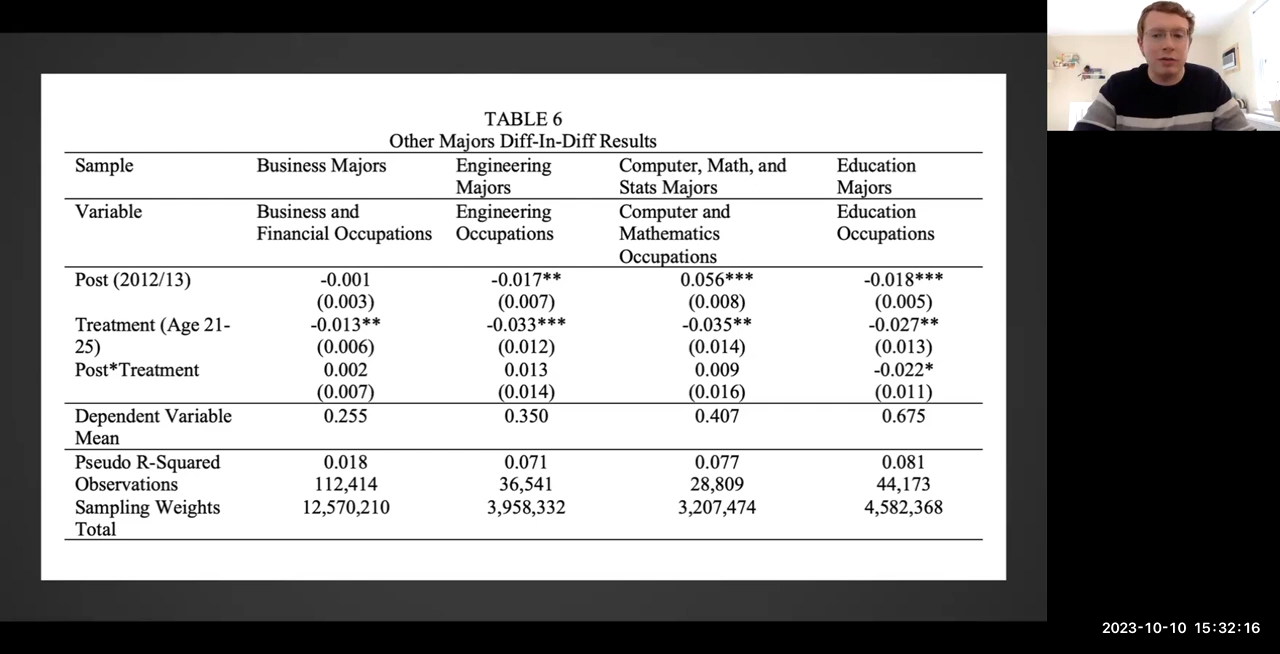 TABLE 6
Other Majors Diff-In-Diff Results
Sample Business Majors Engineering Majors Computer, Math, and Stats Majors Education Majors
Variable Business and Financial Occupations Engineering Occupations Computer and Mathematics Occupations Education Occupations
Post (2012/13) -0.001 -0.017** 0.056*** -0.018***
(0.003) (0.007) (0.008) (0.005)
Treatment (Age 21-25) -0.013** -0.033*** -0.035** -0.027**
(0.006) (0.012) (0.014) (0.013)
Post*Treatment 0.002 0.013 0.009 -0.022*
(0.007) (0.014) (0.016) (0.011)
Dependent Variable Mean 0.255 0.350 0.407 0.675
Pseudo R-Squared 0.018 0.071 0.077 0.081
Observations 112,414 36,541 28,809 44,173
Sampling Weights Total 12,570,210 3,958,332 3,207,474 4,582,368
2023-10-10 15:32:16